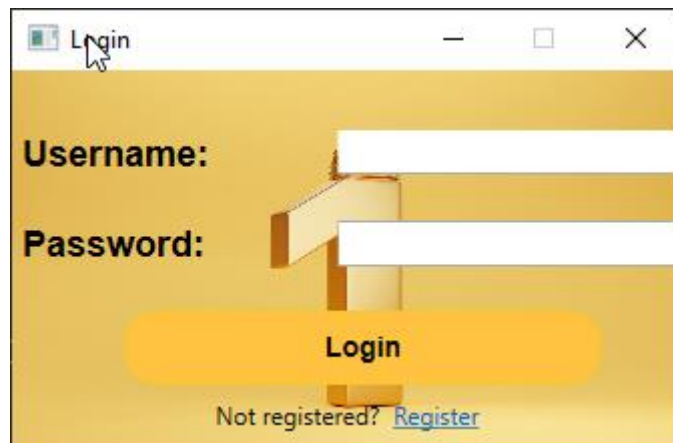 Login
Username:
Password:
Login
Not registered? Register